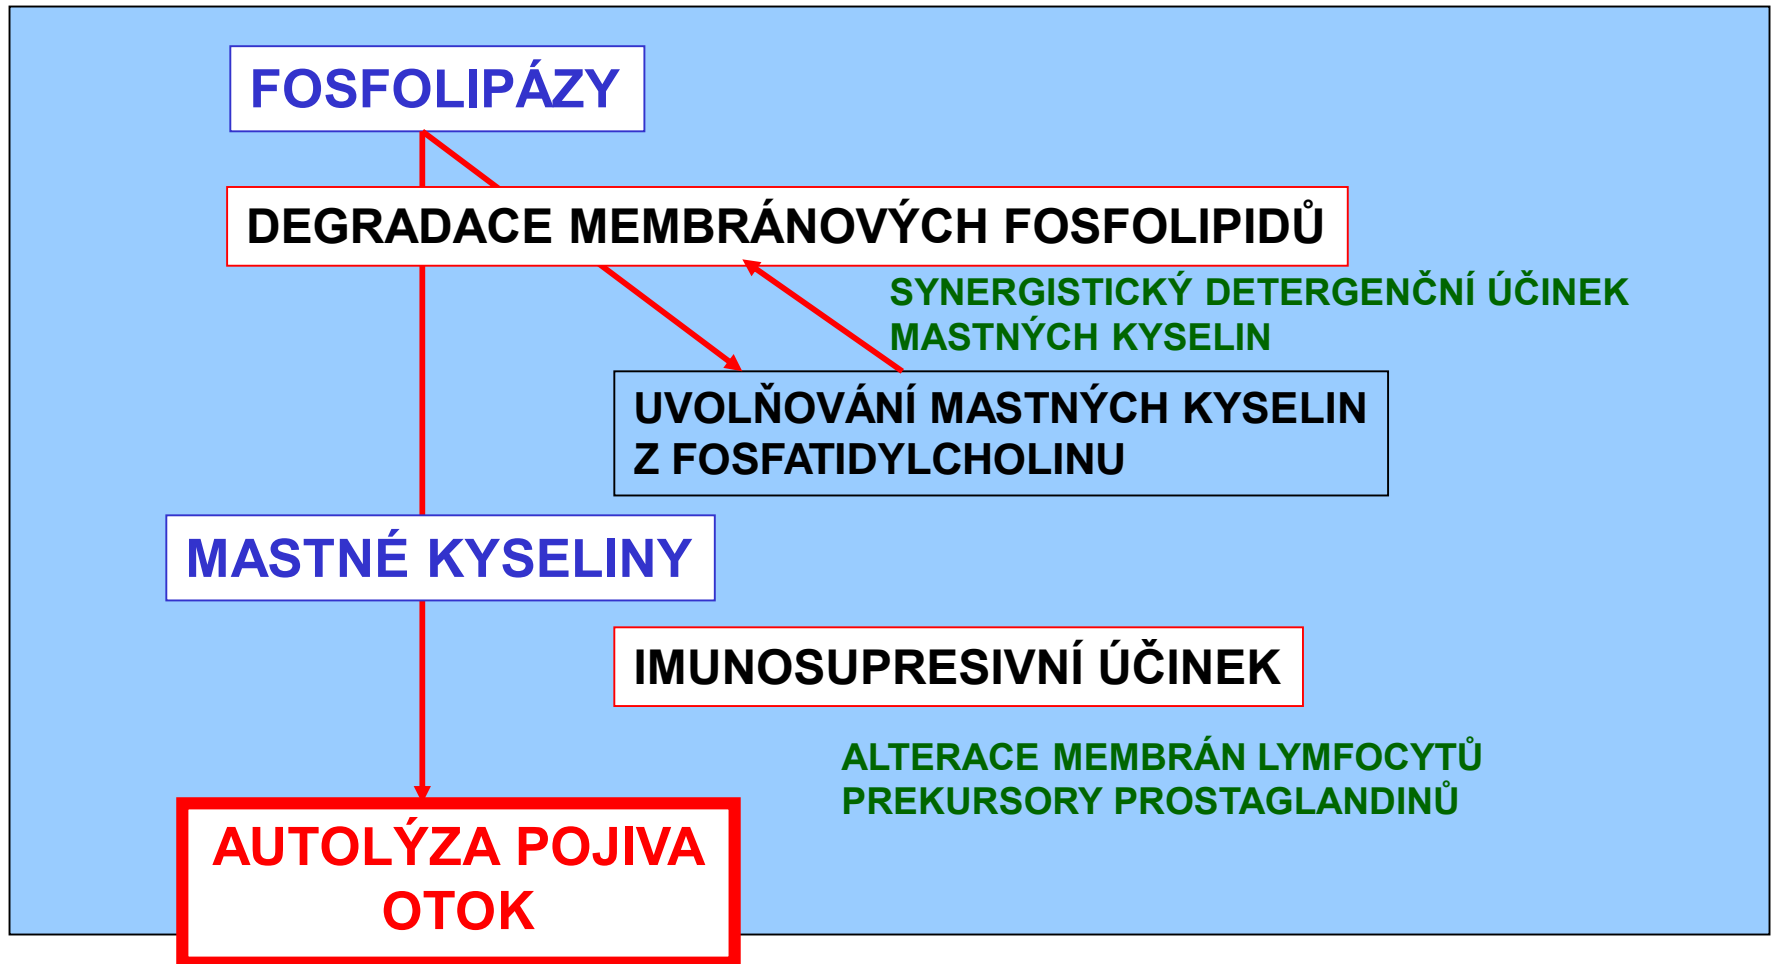 FOSFOLIPÁZY
DEGRADACE MEMBRÁNOVÝCH FOSFOLIPIDŮ
SYNERGISTICKÝ DETERGENČNÍ ÚČINEK
MASTNÝCH KYSELIN
UVOLŇOVÁNÍ MASTNÝCH KYSELIN
Z FOSFATIDYLCHOLINU
MASTNÉ KYSELINY
IMUNOSUPRESIVNÍ ÚČINEK
ALTERACE MEMBRÁN LYMFOCYTŮ
PREKURSORY PROSTAGLANDINŮ
AUTOLÝZA POJIVA
OTOK